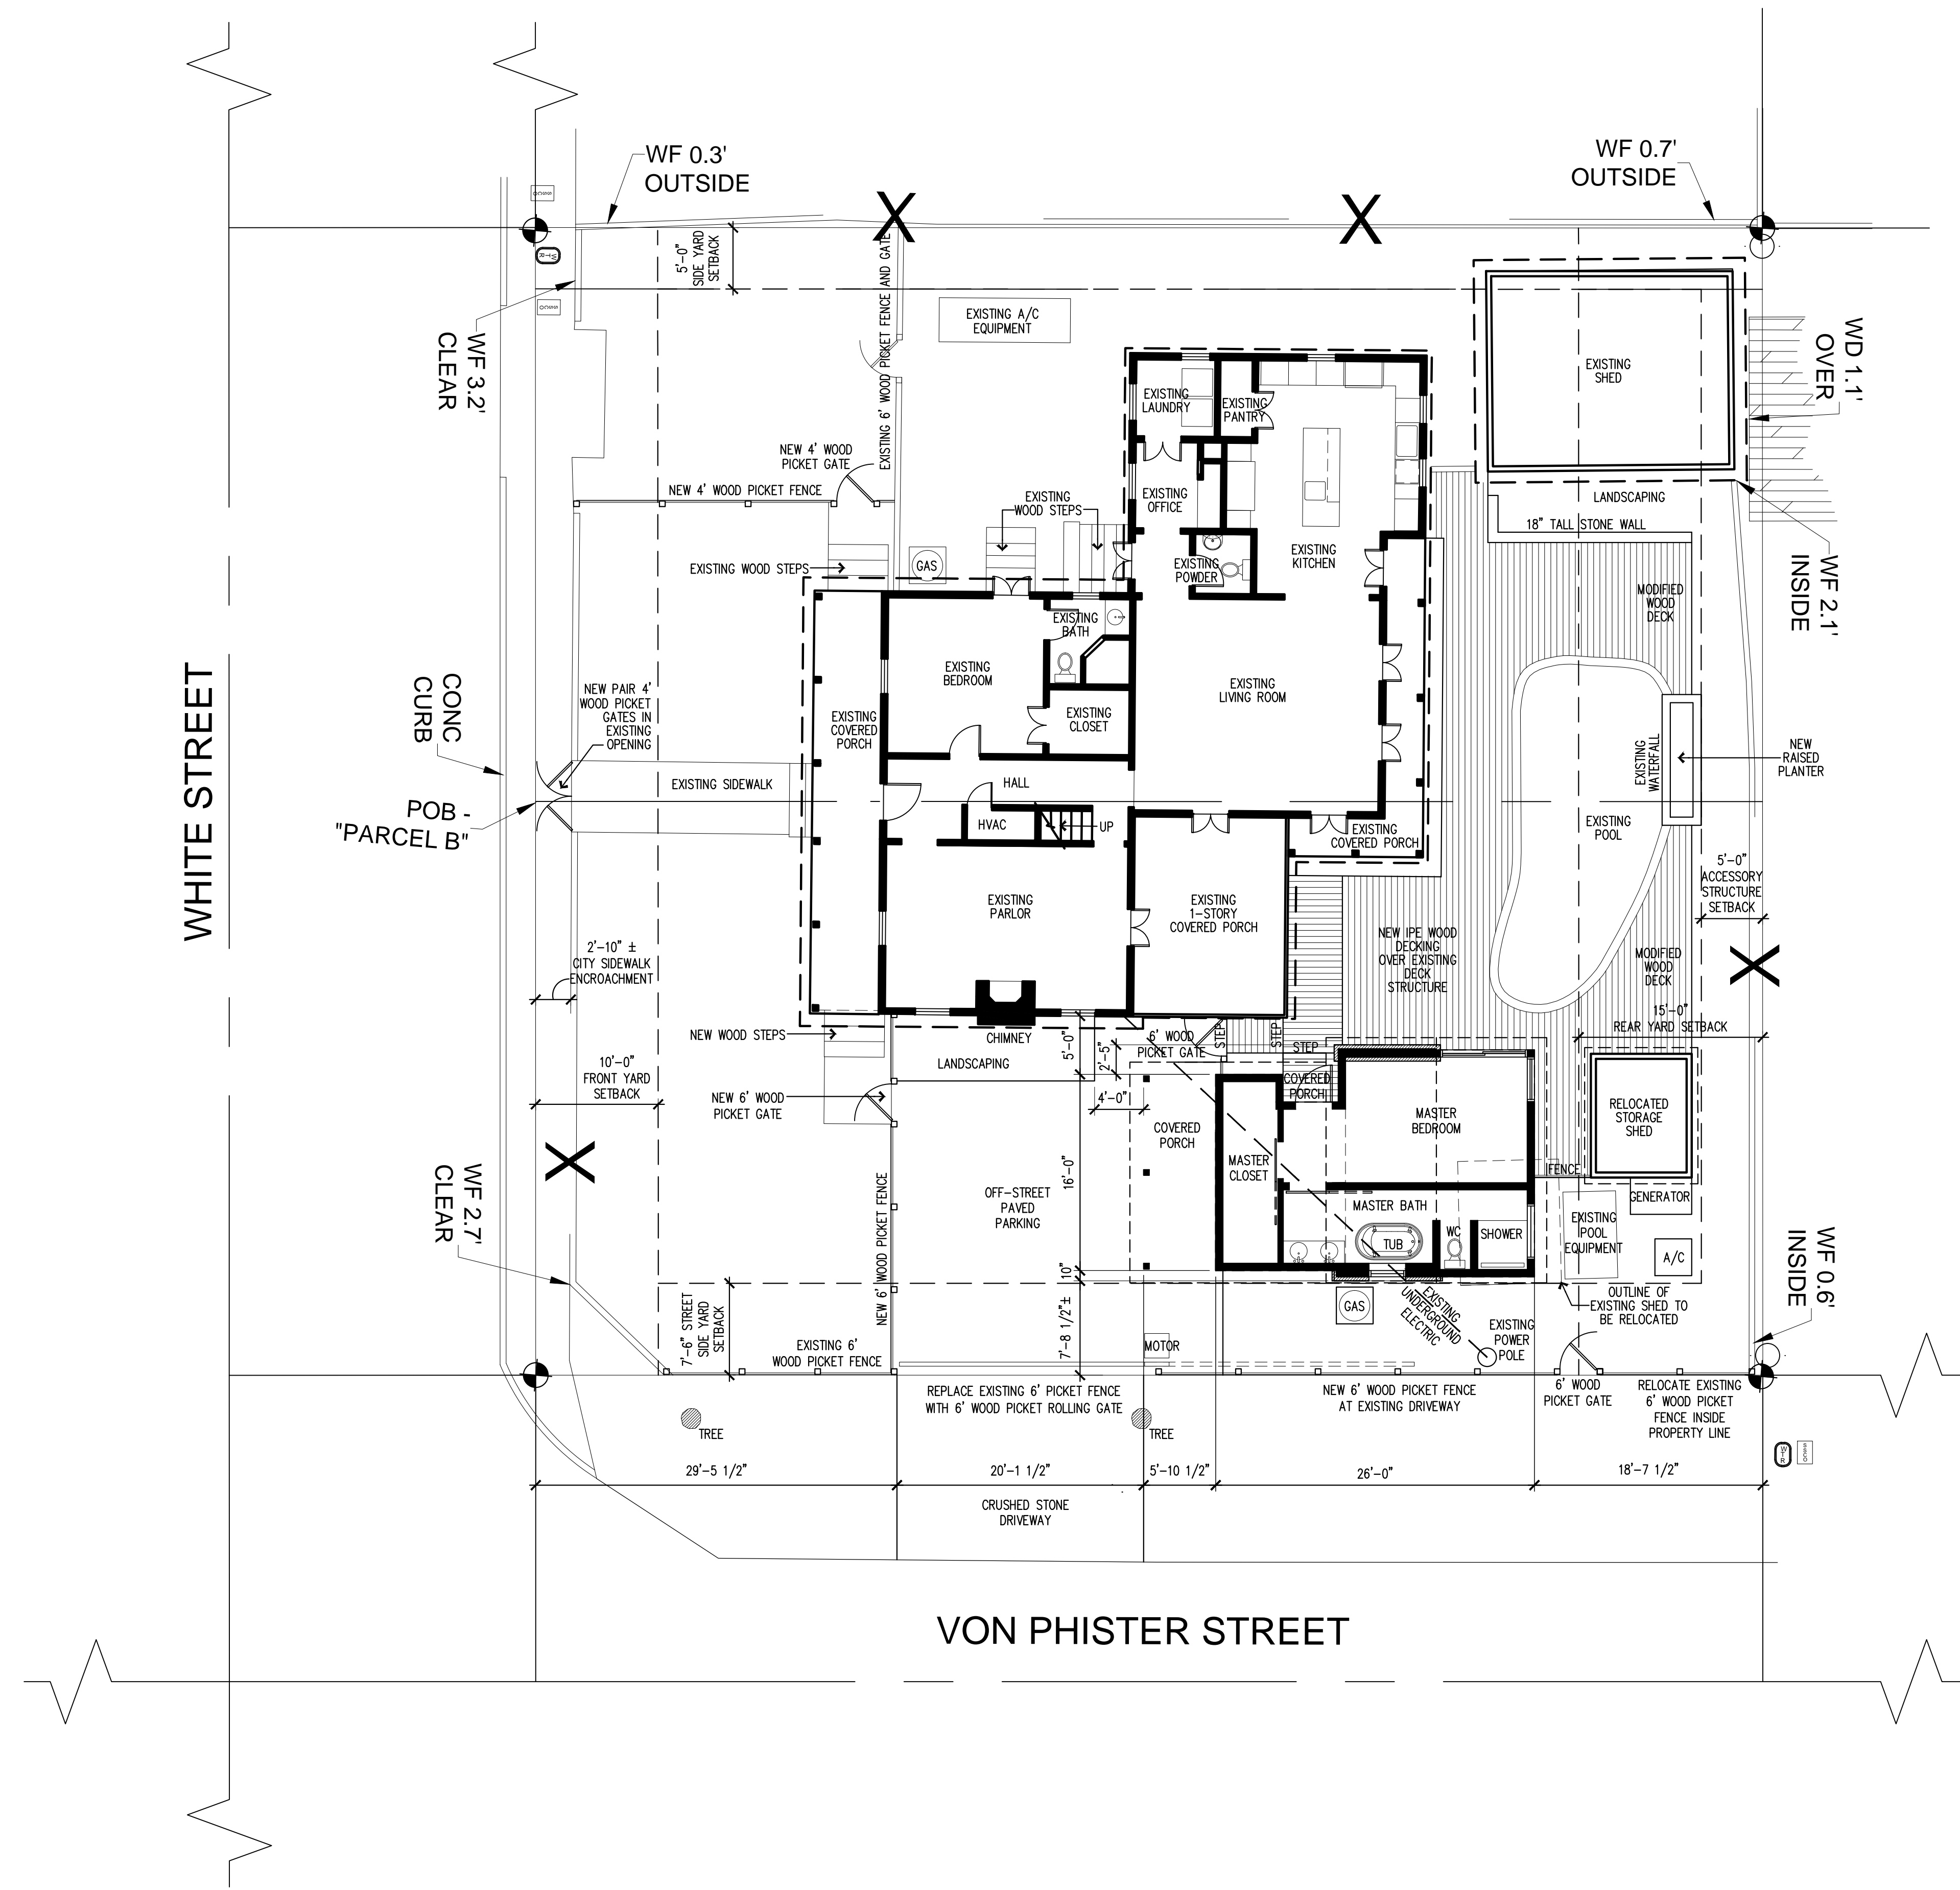 WF 0.3'
OUTSIDE
WF 0.7'
OUTSIDE
5'-0"
SIDE YARD
SETBACK
EXISTING 6' WOOD PICKET FENCE AND GATE
WTR
WF 3.2'
CLEAR
EXISTING A/C
EQUIPMENT
EXISTING
SHED
WD 1.1'
OVER
EXISTING
LAUNDRY
EXISTING
PANTRY
NEW 4' WOOD
PICKET GATE
NEW 4' WOOD PICKET FENCE
EXISTING
WOOD STEPS
EXISTING
OFFICE
LANDSCAPING
18" TALL STONE WALL
WF 2.1'
INSIDE
EXISTING WOOD STEPS
GAS
EXISTING
POWDER
EXISTING
KITCHEN
MODIFIED
WOOD
DECK
EXISTING
BATH
EXISTING
BEDROOM
EXISTING
CLOSET
EXISTING
LIVING ROOM
WHITE STREET
CONC
CURB
NEW PAIR 4'
WOOD PICKET
GATES IN
EXISTING
OPENING
EXISTING
COVERED
PORCH
EXISTING
WATERFALL
NEW
RAISED
PLANTER
EXISTING SIDEWALK
HALL
POB -
"PARCEL B"
HVAC
UP
EXISTING
COVERED PORCH
EXISTING
POOL
5'-0"
ACCESSORY
STRUCTURE
SETBACK
EXISTING
PARLOR
EXISTING
1-STORY
COVERED PORCH
2'-10" ±
CITY SIDEWALK
ENCROACHMENT
NEW IPE WOOD
DECKING
OVER EXISTING
DECK
STRUCTURE
MODIFIED
WOOD
DECK
15'-0"
REAR YARD SETBACK
NEW WOOD STEPS
CHIMNEY
LANDSCAPING
5'-0"
2'-5"
6' WOOD
PICKET GATE
STEP
STEP
STEP
COVERED
PORCH
10'-0"
FRONT YARD
SETBACK
NEW 6' WOOD
PICKET GATE
4'-0"
COVERED
PORCH
MASTER
BEDROOM
RELOCATED
STORAGE
SHED
WF 2.7'
CLEAR
NEW 6' WOOD PICKET FENCE
OFF-STREET
PAVED
PARKING
16'-0"
MASTER
CLOSET
FENCE
GENERATOR
MASTER BATH
TUB
WC
SHOWER
EXISTING
POOL
EQUIPMENT
A/C
WF 0.6'
INSIDE
10"
7'-8 1/2" ±
7'-6" STREET
SIDE YARD
SETBACK
EXISTING 6'
WOOD PICKET FENCE
MOTOR
GAS
EXISTING
UNDERGROUND
ELECTRIC
EXISTING
POWER
POLE
OUTLINE OF
EXISTING SHED TO
BE RELOCATED
REPLACE EXISTING 6' PICKET FENCE
WITH 6' WOOD PICKET ROLLING GATE
NEW 6' WOOD PICKET FENCE
AT EXISTING DRIVEWAY
6' WOOD
PICKET GATE
RELOCATE EXISTING
6' WOOD PICKET
FENCE INSIDE
PROPERTY LINE
TREE
TREE
WTR
29'-5 1/2"
20'-1 1/2"
5'-10 1/2"
26'-0"
18'-7 1/2"
CRUSHED STONE
DRIVEWAY
VON PHISTER STREET